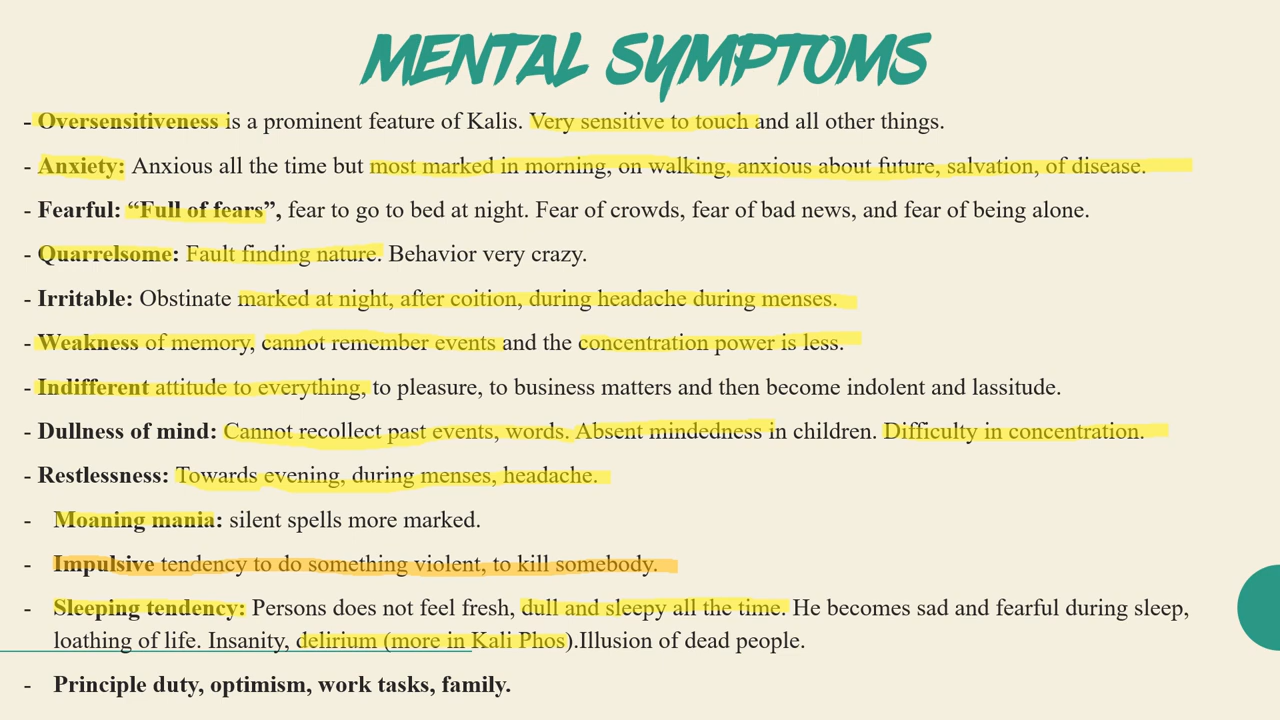 MENTAL SYMPTOMS
- Oversensitiveness is a prominent feature of Kalis. Very sensitive to touch and all other things.
- Anxiety: Anxious all the time but most marked in morning, on walking, anxious about future, salvation, of disease.
- Fearful: “Full of fears”, fear to go to bed at night. Fear of crowds, fear of bad news, and fear of being alone.
- Quarrelsome: Fault finding nature. Behavior very crazy.
- Irritable: Obstinate marked at night, after coition, during headache during menses.
- Weakness of memory, cannot remember events and the concentration power is less.
- Indifferent attitude to everything, to pleasure, to business matters and then become indolent and lassitude.
- Dullness of mind: Cannot recollect past events, words. Absent mindedness in children. Difficulty in concentration.
- Restlessness: Towards evening, during menses, headache.
- Moaning mania: silent spells more marked.
- Impulsive tendency to do something violent, to kill somebody.
- Sleeping tendency: Persons does not feel fresh, dull and sleepy all the time. He becomes sad and fearful during sleep,
loathing of life. Insanity, delirium (more in Kali Phos).Illusion of dead people.
- Principle duty, optimism, work tasks, family.